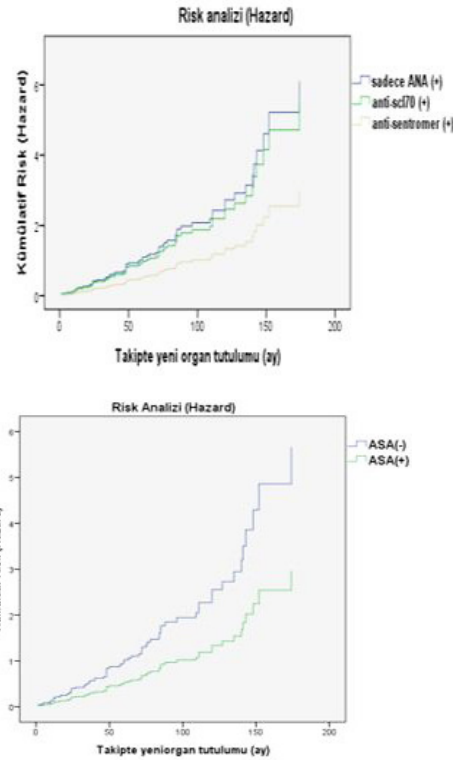 Risk analizi (Hazard)
sadece ANA (+)
anti-scl70 (+)
anti-sentromer (+)
Kümülatif Risk (Hazard)
6
4
2
0
0 50 100 150 200
Takipte yeni organ tutulumu (ay)
Risk Analizi (Hazard)
ASA(-)
ASA(+)
6
5
4
3
2
1
0
0 50 100 150 200
Takipte yeniorgan tutulumu (ay)